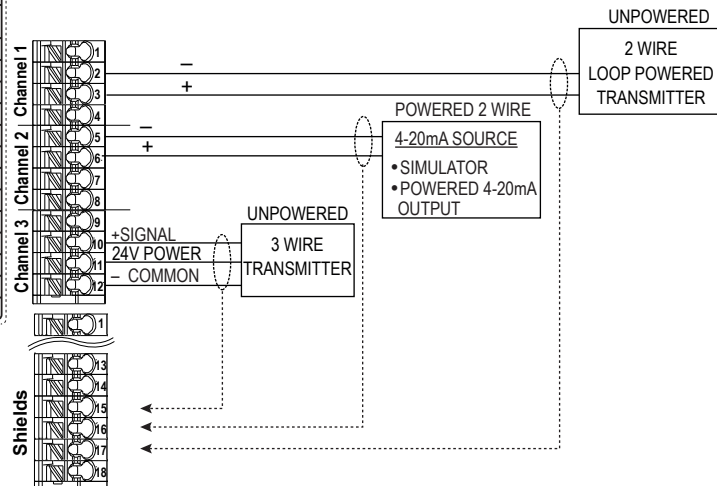 UNPOWERED
2 WIRE
LOOP POWERED
TRANSMITTER
Channel 1
1
2
3
4
–
+
POWERED 2 WIRE
4-20mA SOURCE
•SIMULATOR
•POWERED 4-20mA
OUTPUT
Channel 2
5
6
7
8
–
+
UNPOWERED
3 WIRE
TRANSMITTER
Channel 3
9
10
11
12
+SIGNAL
24V POWER
– COMMON
1
Shields
13
14
15
16
17
18